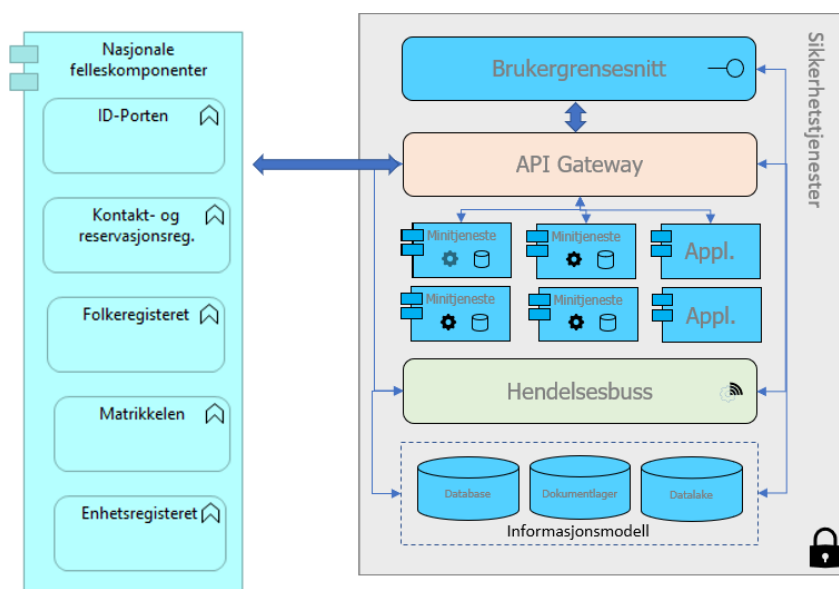 Nasjonale
felleskomponenter
ID-Porten
Kontakt- og
reservasjonsreg.
Folkeregisteret
Matrikkelen
Enhetsregisteret
Sikkerhetstjenester
Brukergrensesnitt
API Gateway
Minitjeneste
Minitjeneste
Appl.
Minitjeneste
Minitjeneste
Appl.
Hendelsesbuss
Database
Dokumentlager
Datalake
Informasjonsmodell